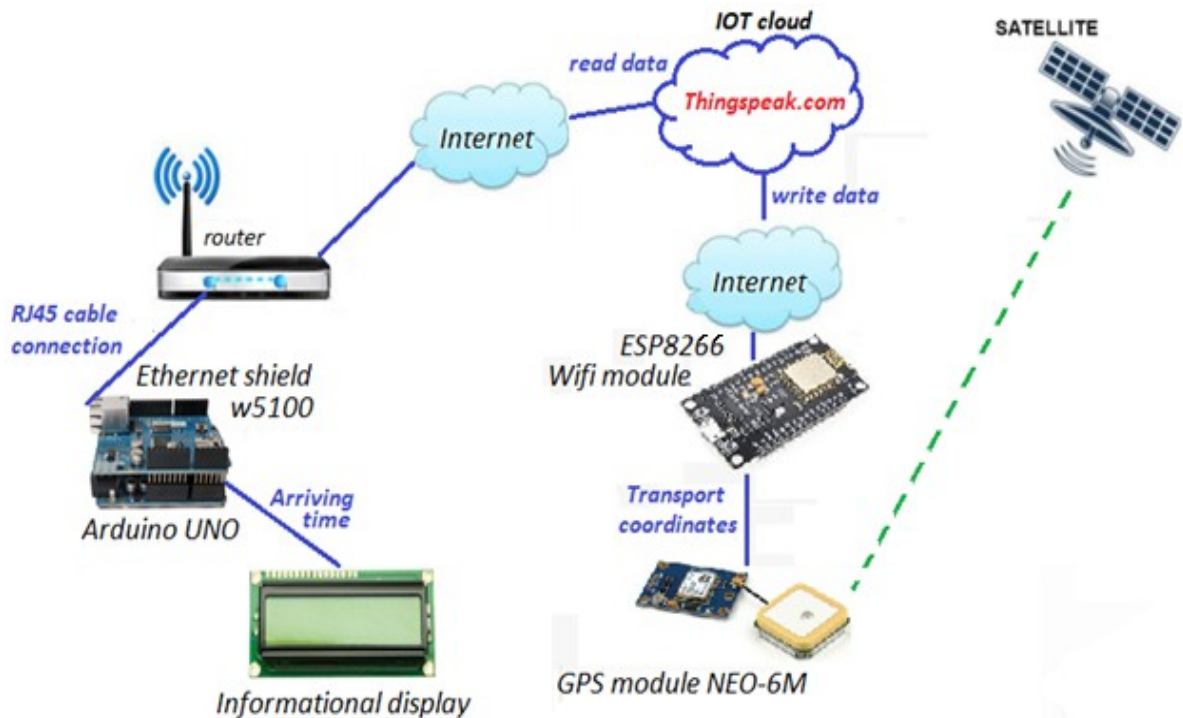 IOT cloud
SATELLITE
read data
Thingspeak.com
Internet
write data
router
Internet
RJ45 cable
connection
ESP8266
Wifi module
Ethernet shield
w5100
Transport
coordinates
Arriving
time
Arduino UNO
GPS module NEO-6M
Informational display